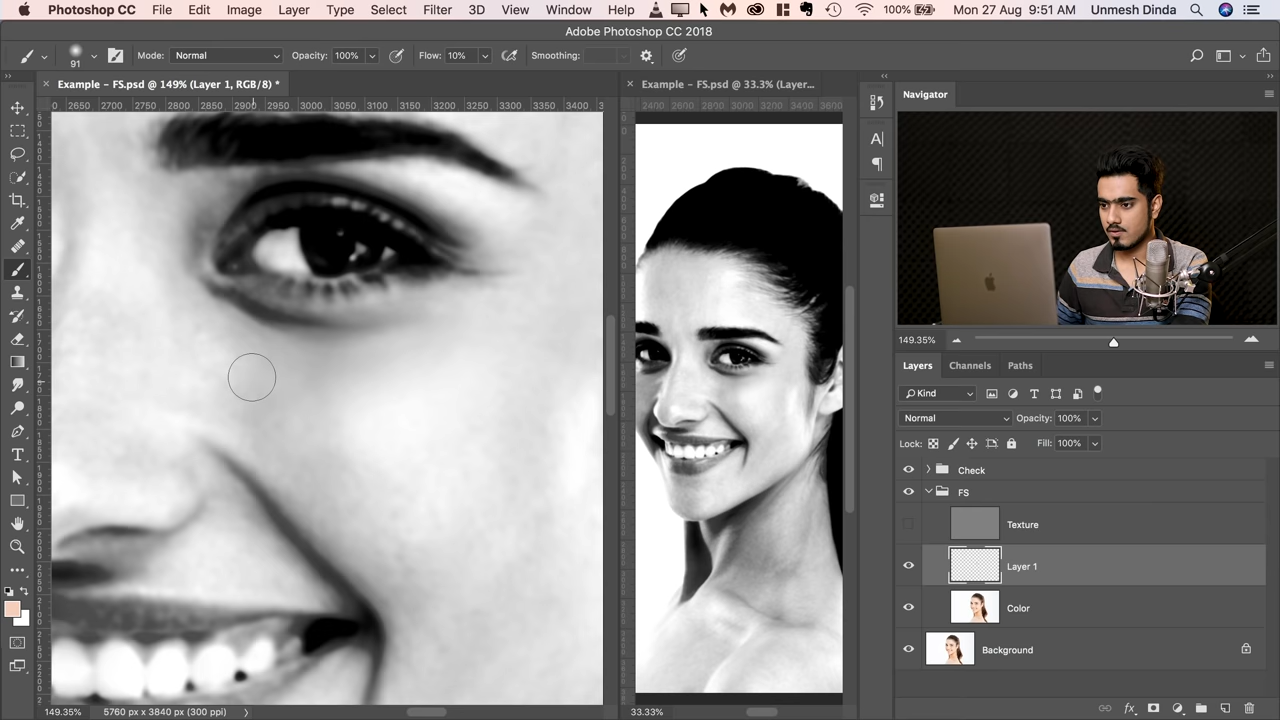 Photoshop CC File Edit Image Layer Type Select Filter 3D View Window Help 100% Mon 27 Aug 9:51 AM Unmesh Dinda
Adobe Photoshop CC 2018
91 Mode: Normal Opacity: 100% Flow: 10% Smoothing:
Example – FS.psd @ 149% (Layer 1, RGB/8) *
Example – FS.psd @ 33.3% (Layer...
Navigator
0 2650 2700 2750 2800 2850 2900 2950 3000 3050 3100 3150 3200 3250 3300 3350 3400 3
2400 2600 2800 3000 3200 3400 3600
149.35%
Layers Channels Paths
Kind
Normal Opacity: 100%
Lock: Fill: 100%
Check
FS
Texture
Layer 1
Color
Background
149.35% 5760 px x 3840 px (300 ppi)
33.33%